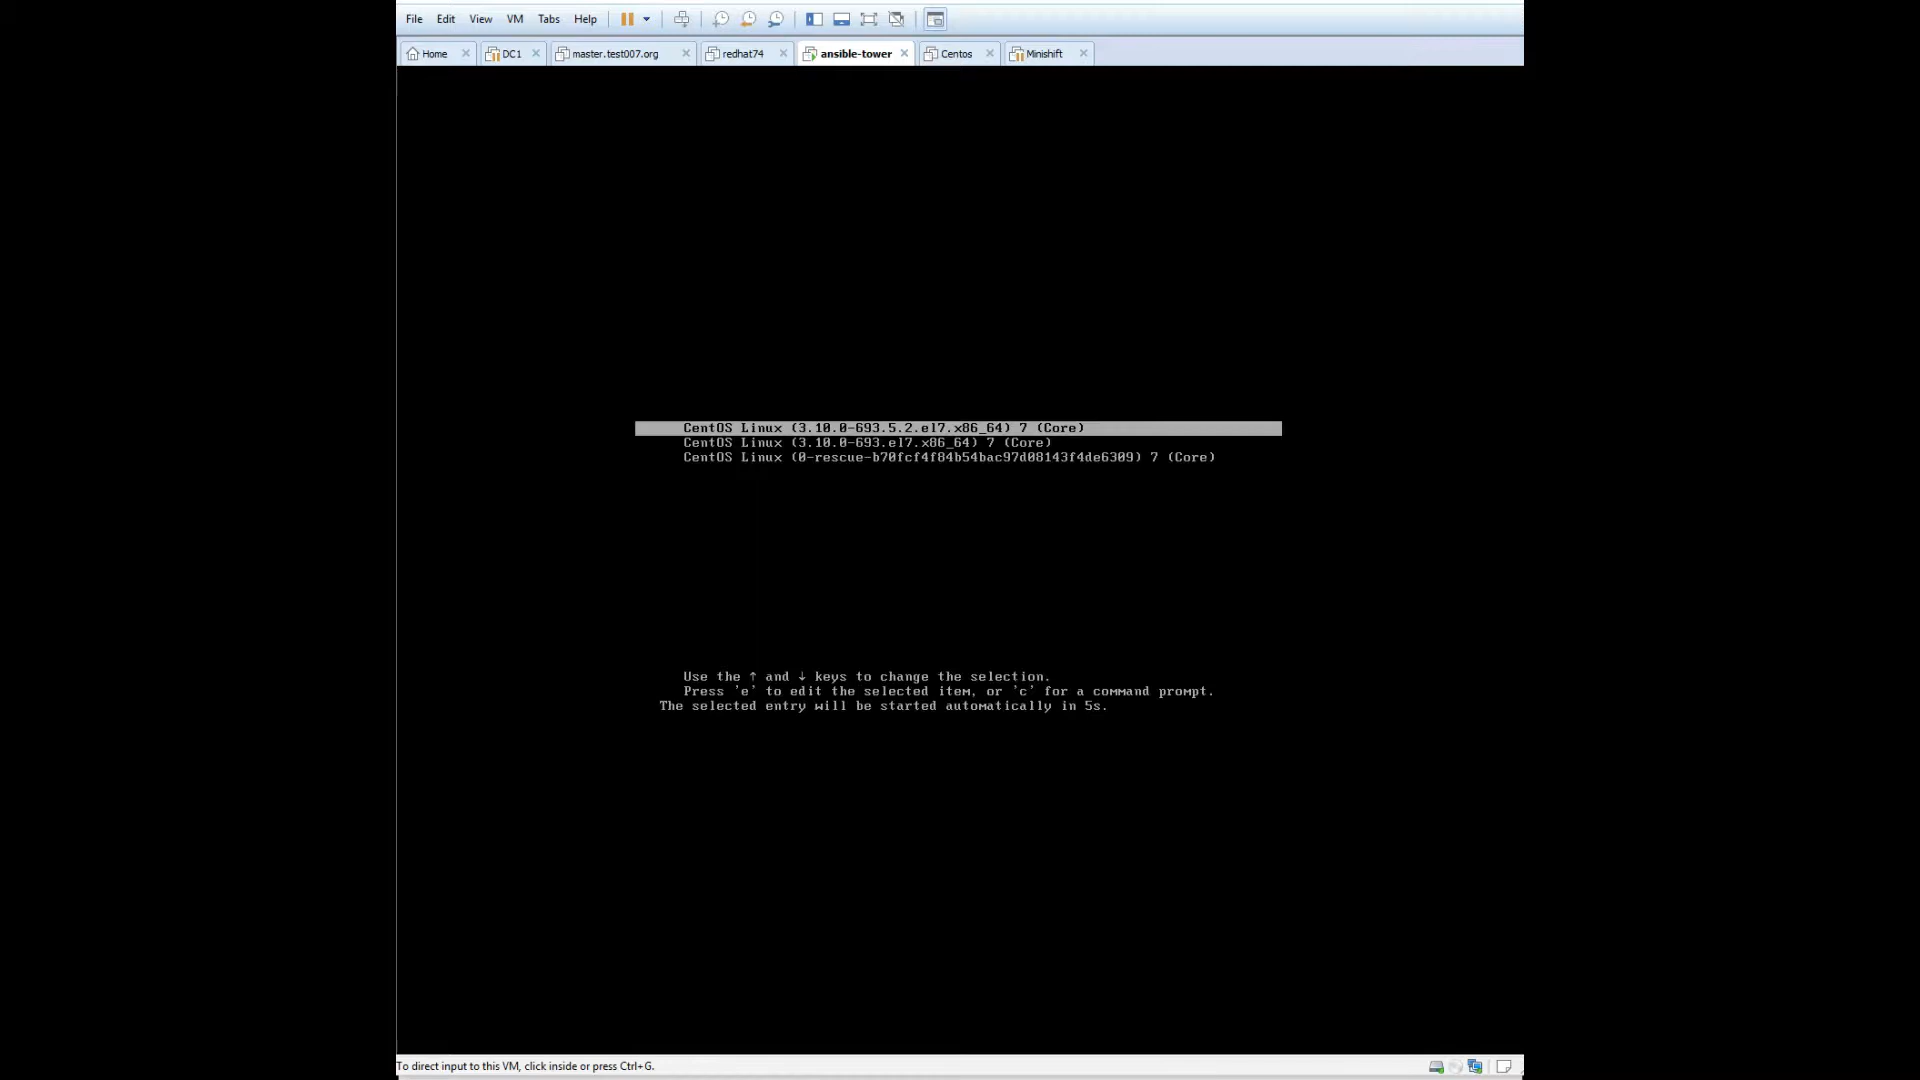 File Edit View VM Tabs Help
Home DC1 master.test007.org redhat74 ansible-tower Centos Minishift
CentOS Linux (3.10.0-693.5.2.el7.x86_64) 7 (Core)
CentOS Linux (3.10.0-693.el7.x86_64) 7 (Core)
CentOS Linux (0-rescue-b70fcf4f84b54bac97d08143f4de6309) 7 (Core)
Use the ↑ and ↓ keys to change the selection.
Press 'e' to edit the selected item, or 'c' for a command prompt.
The selected entry will be started automatically in 5s.
To direct input to this VM, click inside or press Ctrl+G.